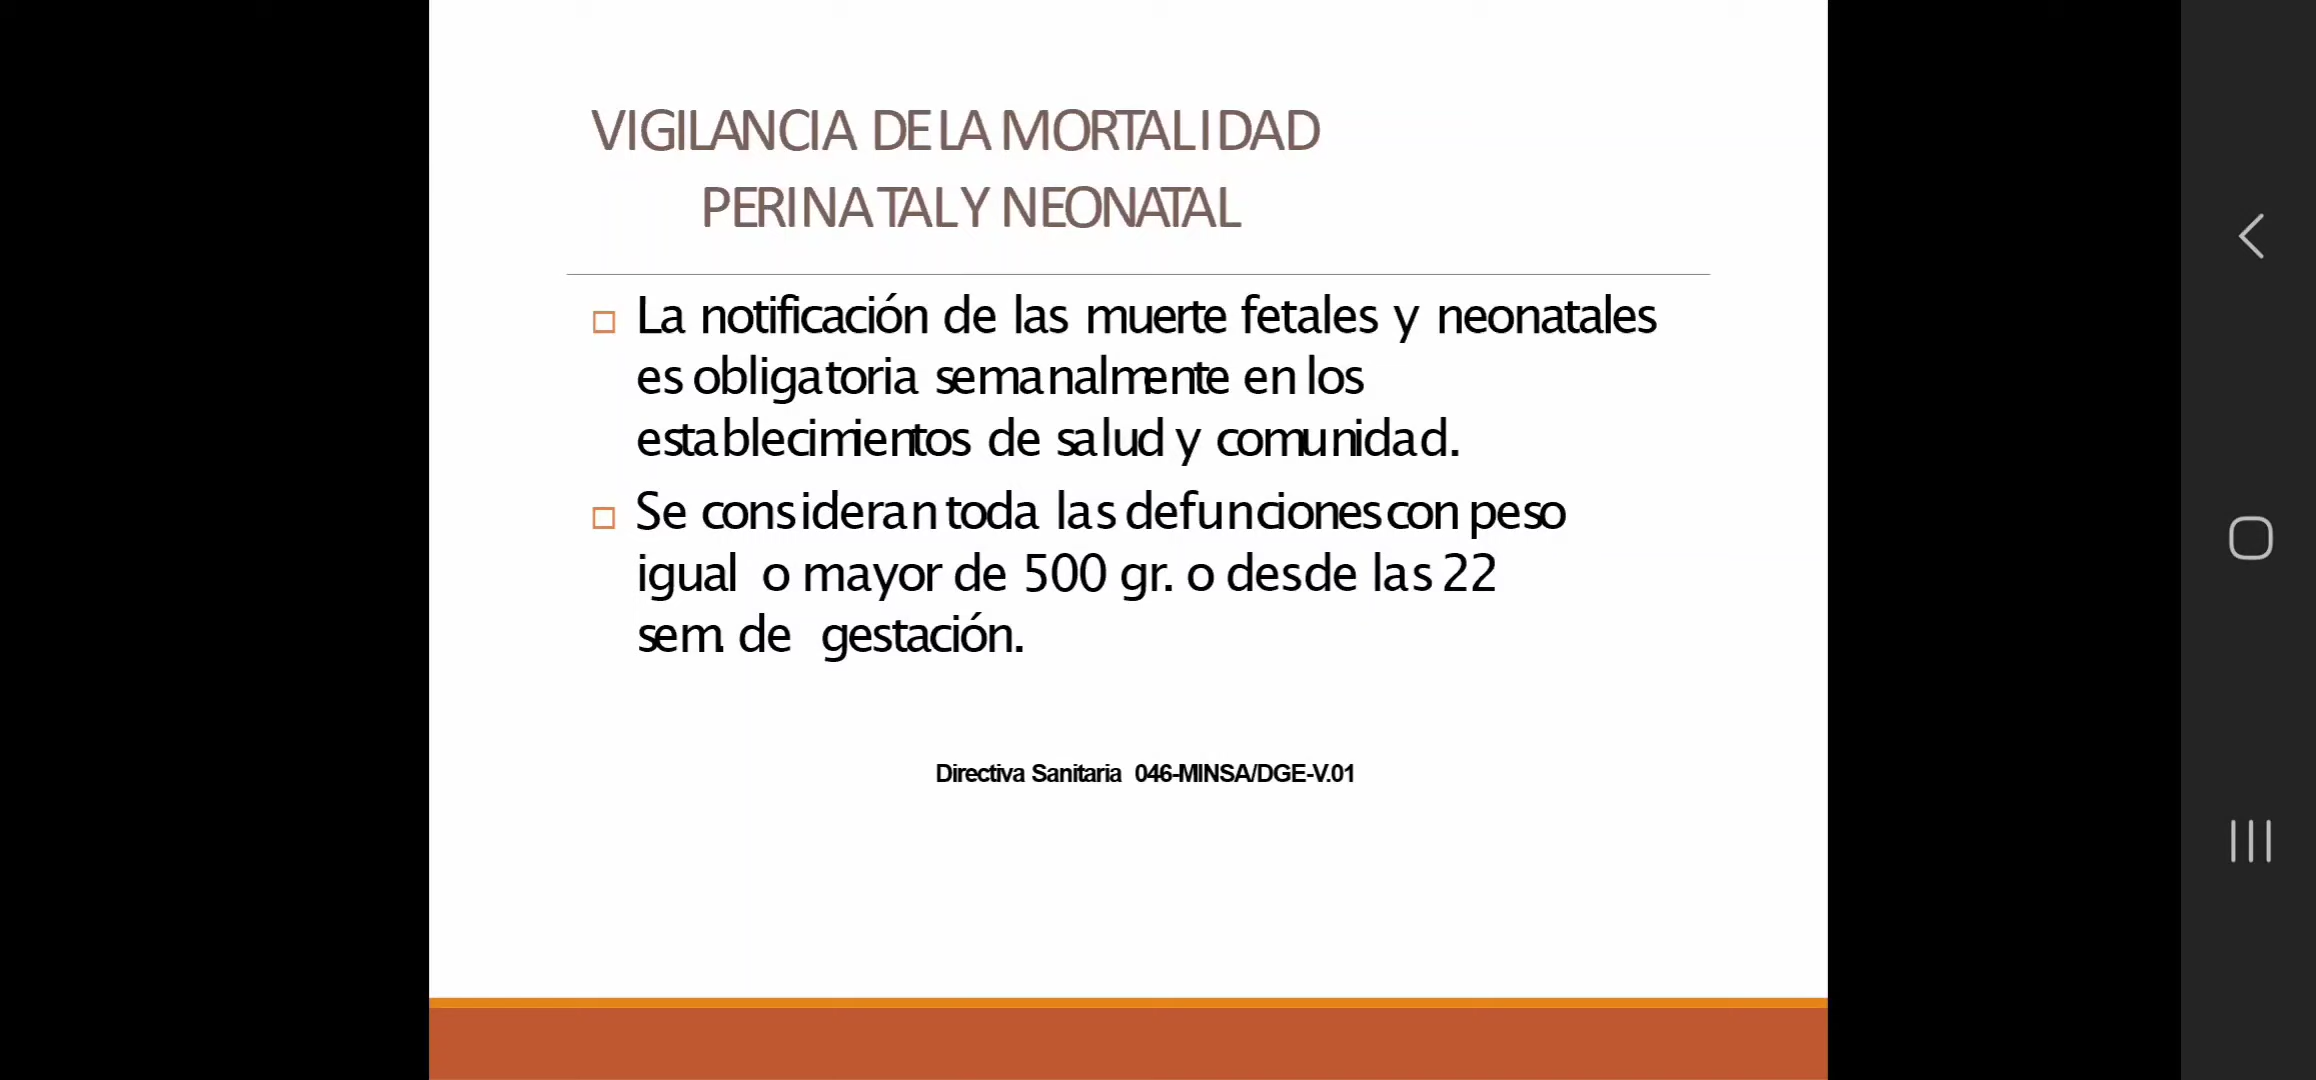 VIGILANCIA DE LA MORTALIDAD
PERINATAL Y NEONATAL
La notificación de las muerte fetales y neonatales
es obligatoria semanalmente en los
establecimientos de salud y comunidad.
Se consideran toda las defunciones con peso
igual o mayor de 500 gr. o desde las 22
sem. de gestación.
Directiva Sanitaria 046-MINSA/DGE-V.01